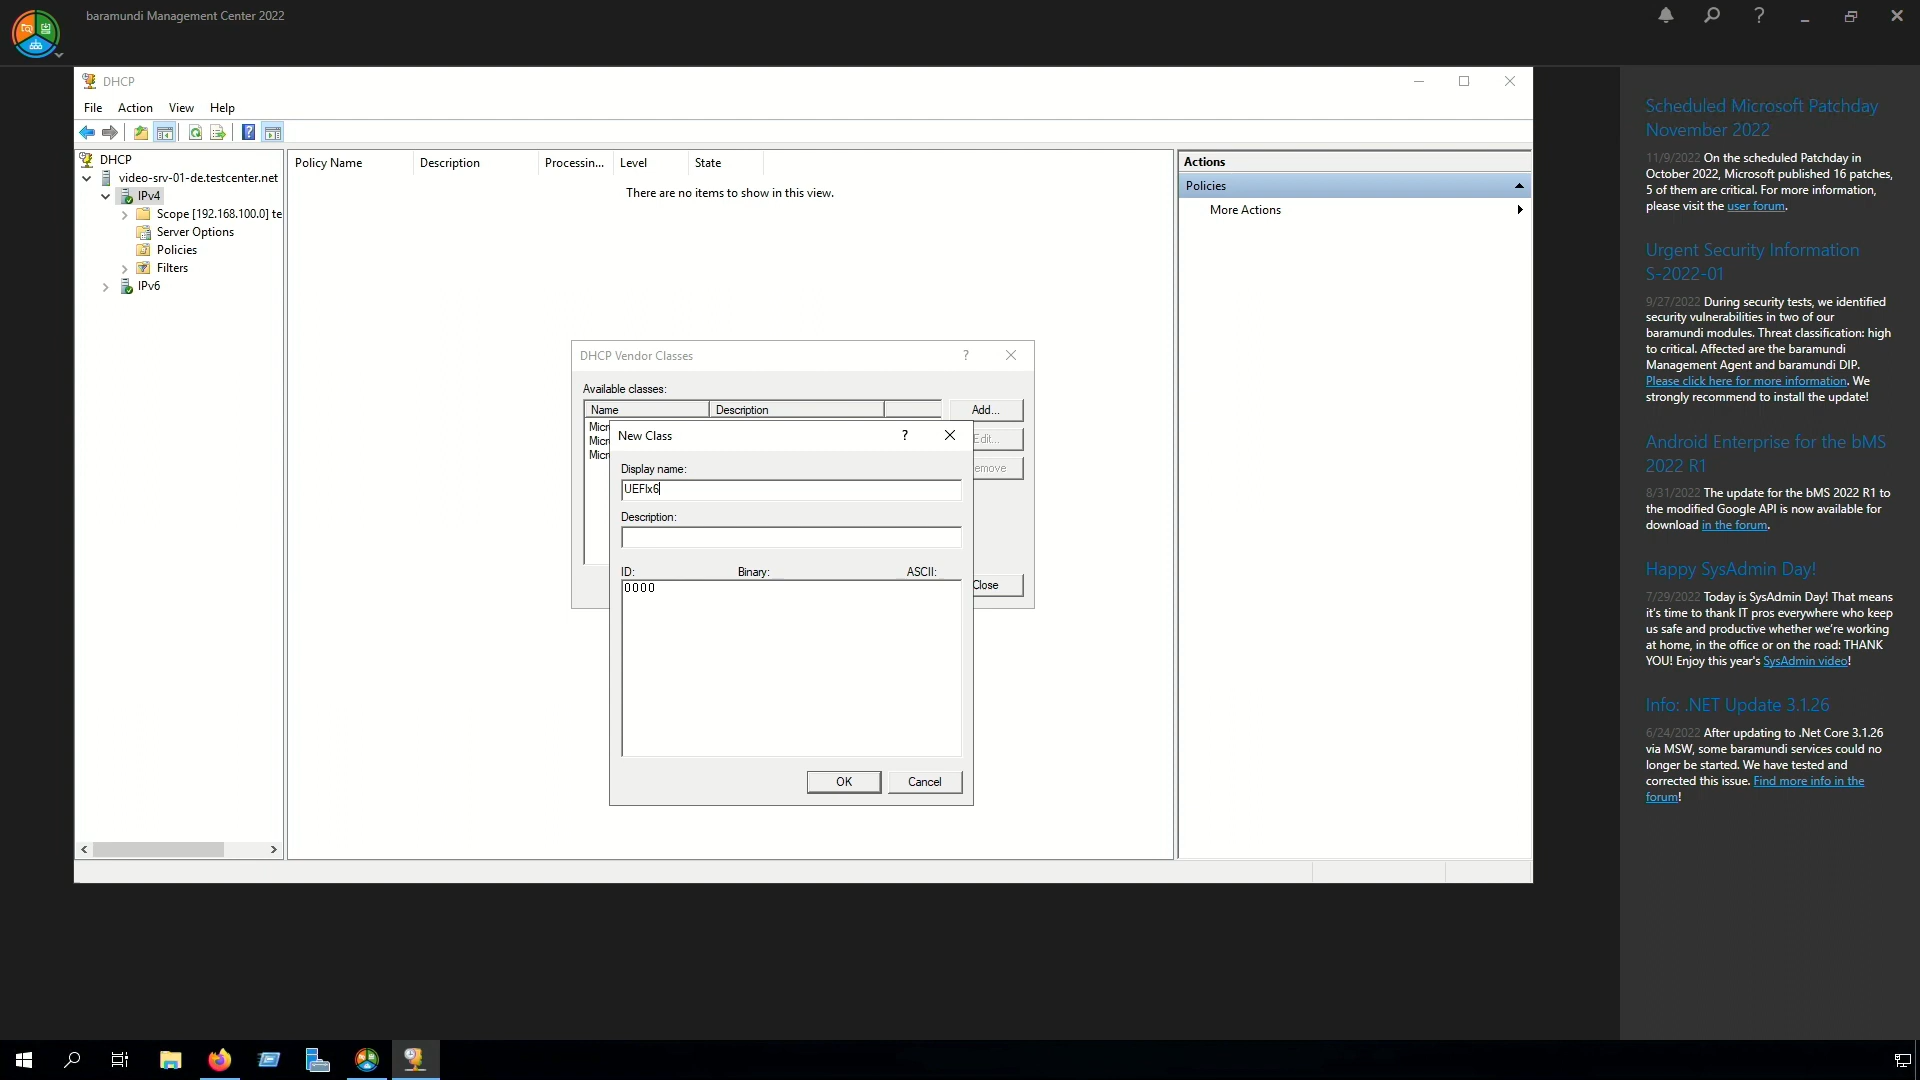 baramundi Management Center 2022
DHCP
File Action View Help
DHCP
video-srv-01-de.testcenter.net
IPv4
Scope [192.168.100.0] te
Server Options
Policies
Filters
IPv6
Policy Name Description Processin... Level State
There are no items to show in this view.
Actions
Policies
More Actions
DHCP Vendor Classes
Available classes:
Name Description
Add...
Micr
Micr
Micr
Edit...
emove
Close
New Class
Display name:
UEFIx6
Description:
ID: Binary: ASCII:
0000
OK Cancel
Scheduled Microsoft Patchday
November 2022
11/9/2022 On the scheduled Patchday in
October 2022, Microsoft published 16 patches,
5 of them are critical. For more information,
please visit the user forum.
Urgent Security Information
S-2022-01
9/27/2022 During security tests, we identified
security vulnerabilities in two of our
baramundi modules. Threat classification: high
to critical. Affected are the baramundi
Management Agent and baramundi DIP.
Please click here for more information. We
strongly recommend to install the update!
Android Enterprise for the bMS
2022 R1
8/31/2022 The update for the bMS 2022 R1 to
the modified Google API is now available for
download in the forum.
Happy SysAdmin Day!
7/29/2022 Today is SysAdmin Day! That means
it's time to thank IT pros everywhere who keep
us safe and productive whether we're working
at home, in the office or on the road: THANK
YOU! Enjoy this year's SysAdmin video!
Info: .NET Update 3.1.26
6/24/2022 After updating to .Net Core 3.1.26
via MSW, some baramundi services could no
longer be started. We have tested and
corrected this issue. Find more info in the
forum!